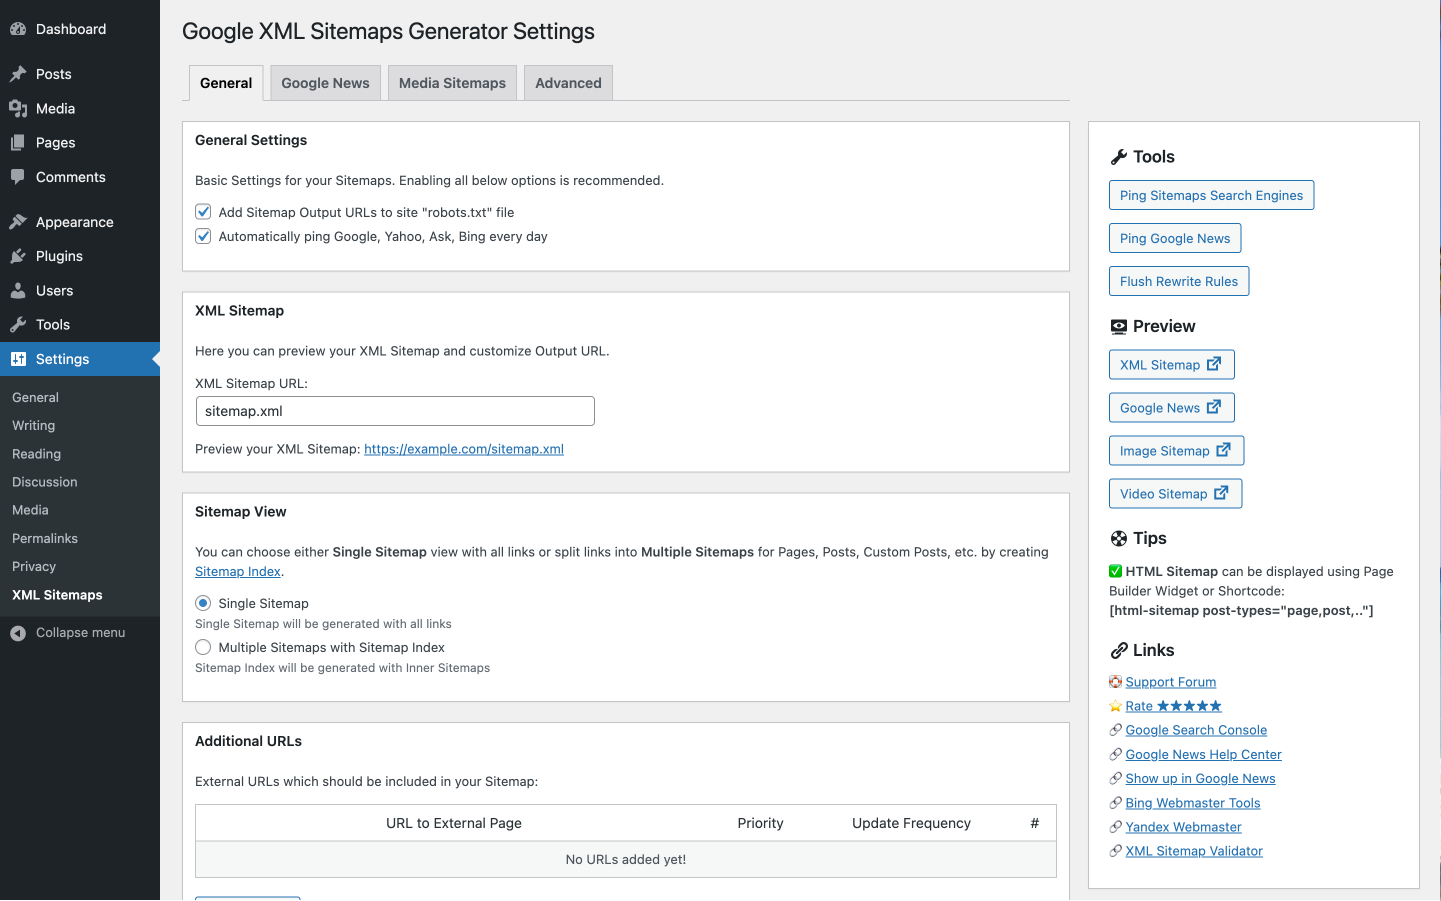 Dashboard
Posts
Media
Pages
Comments
Appearance
Plugins
Users
Tools
Settings
General
Writing
Reading
Discussion
Media
Permalinks
Privacy
XML Sitemaps
Collapse menu
Google XML Sitemaps Generator Settings
General
Google News
Media Sitemaps
Advanced
General Settings
Basic Settings for your Sitemaps. Enabling all below options is recommended.
Add Sitemap Output URLs to site "robots.txt" file
Automatically ping Google, Yahoo, Ask, Bing every day
XML Sitemap
Here you can preview your XML Sitemap and customize Output URL.
XML Sitemap URL:
sitemap.xml
Preview your XML Sitemap: https://example.com/sitemap.xml
Sitemap View
You can choose either Single Sitemap view with all links or split links into Multiple Sitemaps for Pages, Posts, Custom Posts, etc. by creating
Sitemap Index.
Single Sitemap
Single Sitemap will be generated with all links
Multiple Sitemaps with Sitemap Index
Sitemap Index will be generated with Inner Sitemaps
Additional URLs
External URLs which should be included in your Sitemap:
URL to External Page Priority Update Frequency #
No URLs added yet!
Tools
Ping Sitemaps Search Engines
Ping Google News
Flush Rewrite Rules
Preview
XML Sitemap
Google News
Image Sitemap
Video Sitemap
Tips
✅ HTML Sitemap can be displayed using Page
Builder Widget or Shortcode:
[html-sitemap post-types="page,post,.."]
Links
Support Forum
Rate ★★★★★
Google Search Console
Google News Help Center
Show up in Google News
Bing Webmaster Tools
Yandex Webmaster
XML Sitemap Validator